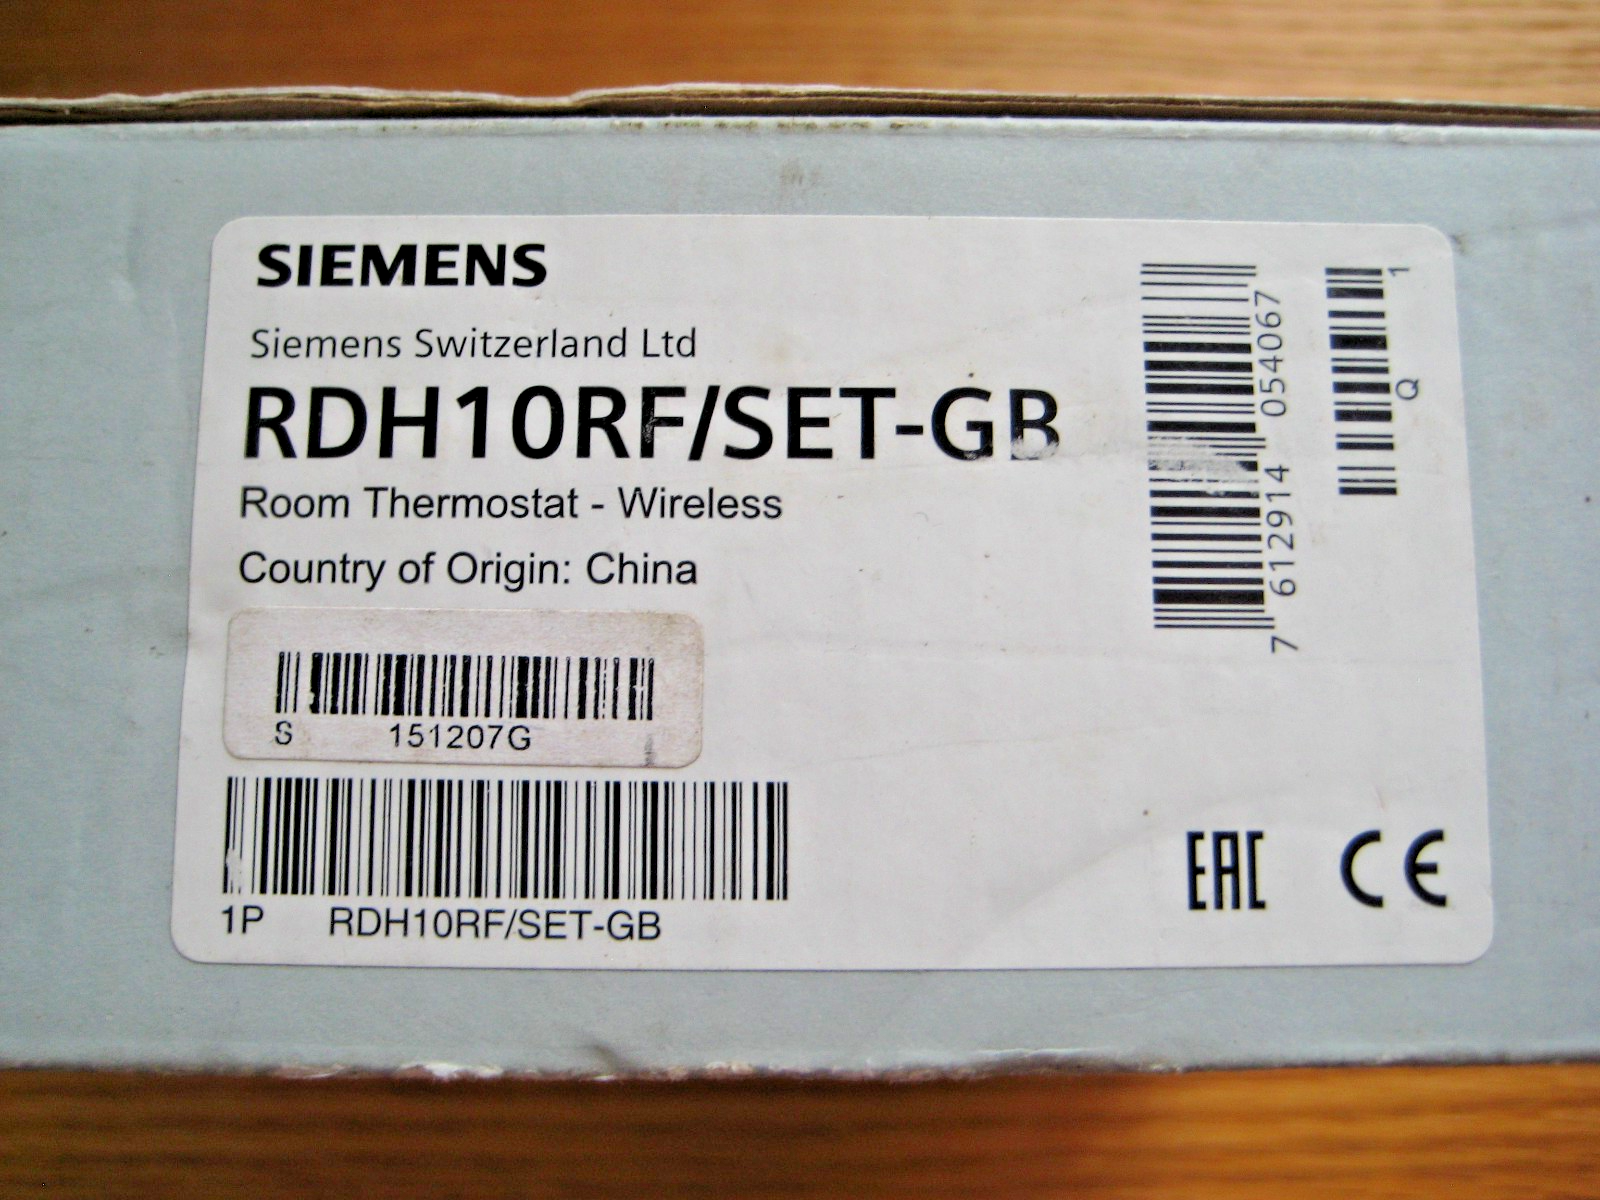 SIEMENS
Siemens Switzerland Ltd
RDH10RF/SET-GB
Room Thermostat - Wireless
Country of Origin: China
S 151207G
1P RDH10RF/SET-GB
7 612914 054067
Q 1
EAC CE